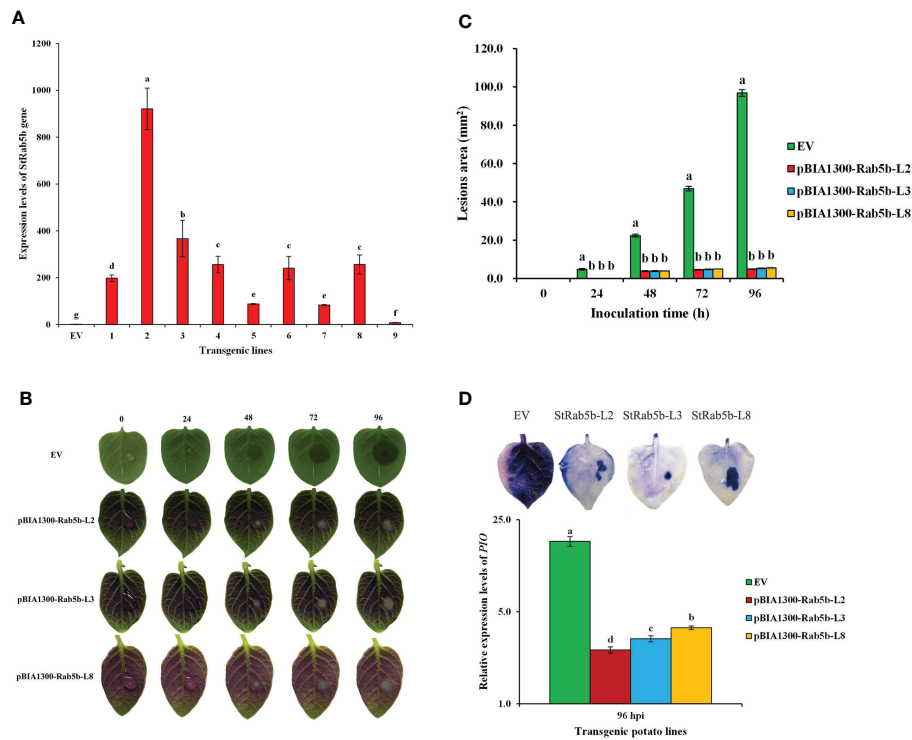 A
Expression levels of StRab5b gene
1200
1000
800
600
400
200
0
g
d
a
b
c
e
c
e
c
f
EV 1 2 3 4 5 6 7 8 9
Transgenic lines
C
Lesions area (mm²)
120.0
100.0
80.0
60.0
40.0
20.0
0.0
a b b b
a b b b
a b b b
a b b b
0 24 48 72 96
Inoculation time (h)
EV
pBIA1300-Rab5b-L2
pBIA1300-Rab5b-L3
pBIA1300-Rab5b-L8
B
0 24 48 72 96
EV
pBIA1300-Rab5b-L2
pBIA1300-Rab5b-L3
pBIA1300-Rab5b-L8
D
EV StRab5b-L2 StRab5b-L3 StRab5b-L8
Relative expression levels of PIO
25.0
5.0
1.0
a
d
c
b
96 hpi
Transgenic potato lines
EV
pBIA1300-Rab5b-L2
pBIA1300-Rab5b-L3
pBIA1300-Rab5b-L8